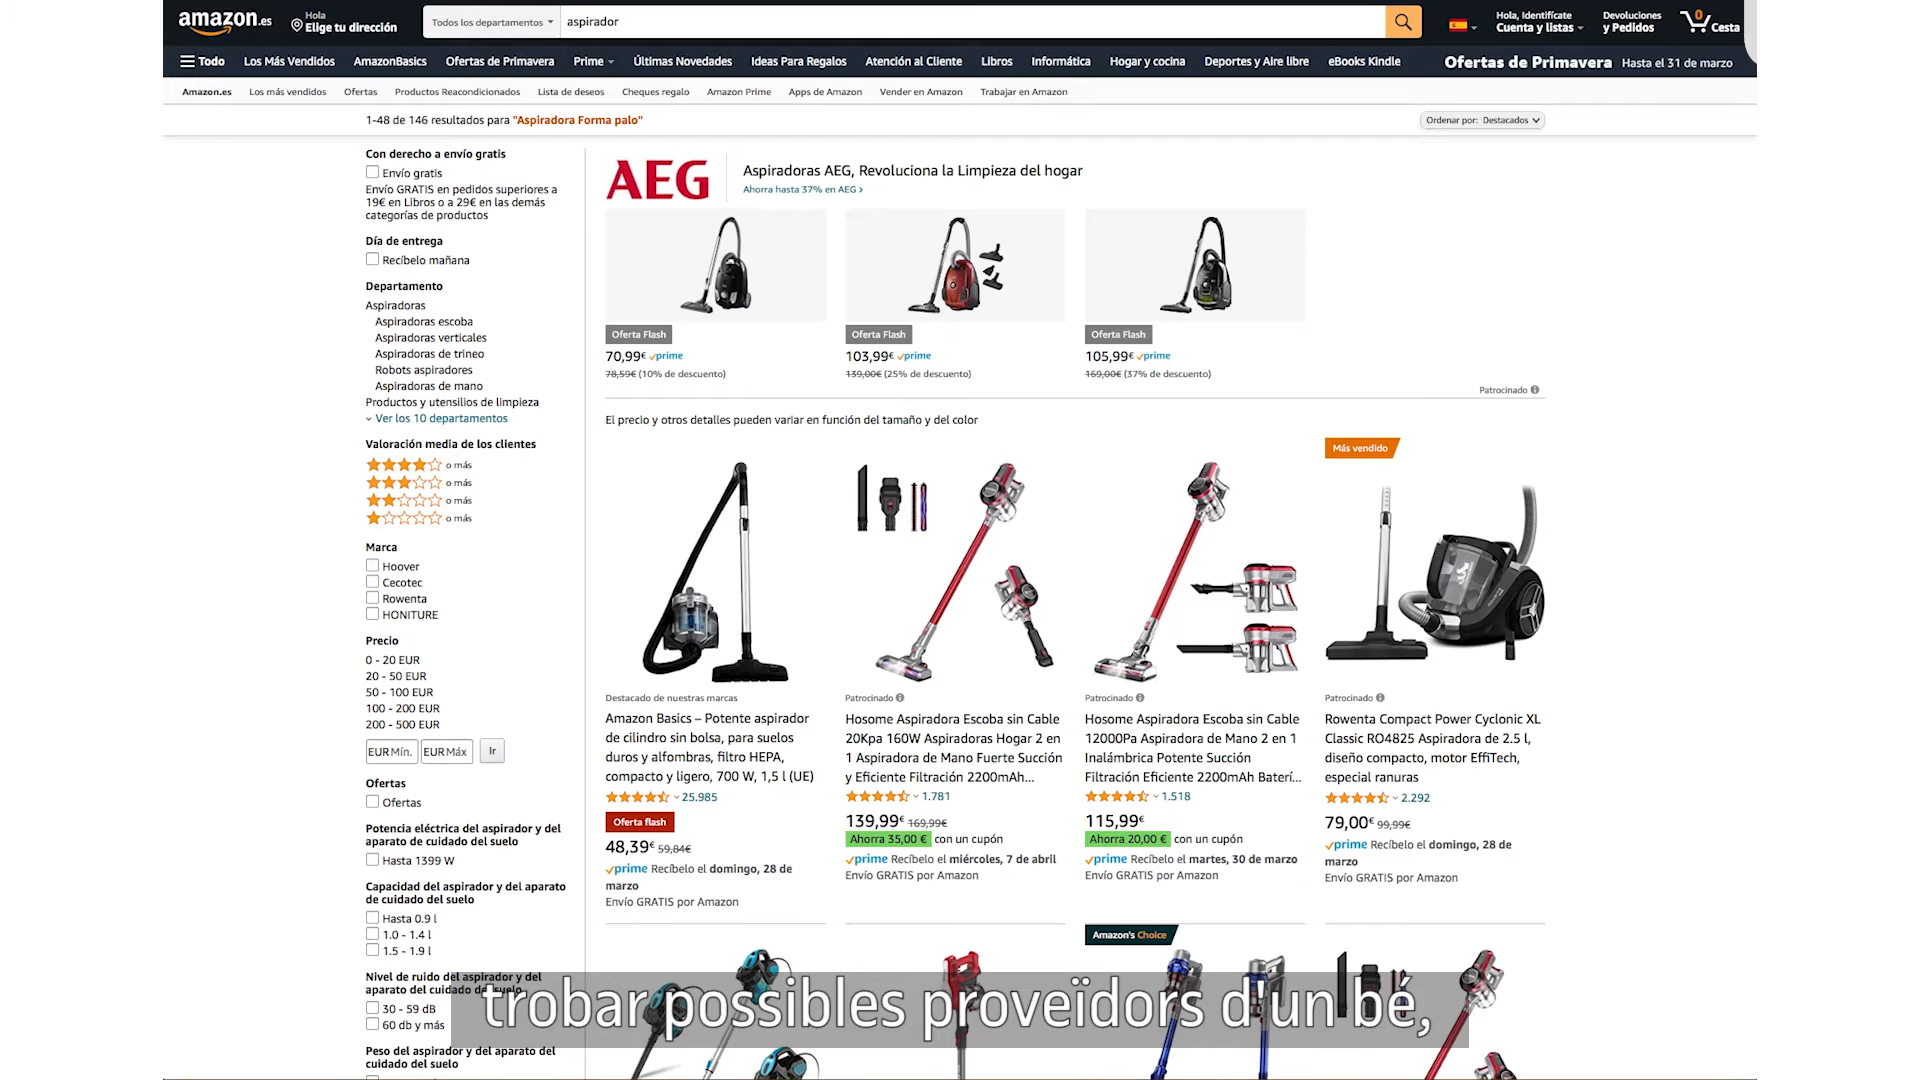 amazon.es
Hola
Elige tu dirección
Todos los departamentos
aspirador
Hola, Identifícate
Cuenta y listas
Devoluciones
y Pedidos
0
Cesta
Todo
Los Más Vendidos
AmazonBasics
Ofertas de Primavera
Prime
Últimas Novedades
Ideas Para Regalos
Atención al Cliente
Libros
Informática
Hogar y cocina
Deportes y Aire libre
eBooks Kindle
Ofertas de Primavera Hasta el 31 de marzo
Amazon.es
Los más vendidos
Ofertas
Productos Reacondicionados
Lista de deseos
Cheques regalo
Amazon Prime
Apps de Amazon
Vender en Amazon
Trabajar en Amazon
1-48 de 146 resultados para "Aspiradora Forma palo"
Ordenar por: Destacados
Con derecho a envío gratis
Envío gratis
Envío GRATIS en pedidos superiores a
19€ en Libros o a 29€ en las demás
categorías de productos
Día de entrega
Recíbelo mañana
Departamento
Aspiradoras
Aspiradoras escoba
Aspiradoras verticales
Aspiradoras de trineo
Robots aspiradores
Aspiradoras de mano
Productos y utensilios de limpieza
Ver los 10 departamentos
Valoración media de los clientes
o más
o más
o más
o más
Marca
Hoover
Cecotec
Rowenta
HONITURE
Precio
0 - 20 EUR
20 - 50 EUR
50 - 100 EUR
100 - 200 EUR
200 - 500 EUR
EUR Mín.
EUR Máx
Ir
Ofertas
Ofertas
Potencia eléctrica del aspirador y del
aparato de cuidado del suelo
Hasta 1399 W
Capacidad del aspirador y del aparato
de cuidado del suelo
Hasta 0.9 l
1.0 - 1.4 l
1.5 - 1.9 l
Nivel de ruido del aspirador y del
aparato de cuidado del suelo
30 - 59 dB
60 db y más
Peso del aspirador y del aparato del
cuidado del suelo
AEG
Aspiradoras AEG, Revoluciona la Limpieza del hogar
Ahorra hasta 37% en AEG ›
Oferta Flash
70,99€ prime
78,59€ (10% de descuento)
Oferta Flash
103,99€ prime
139,00€ (25% de descuento)
Oferta Flash
105,99€ prime
169,00€ (37% de descuento)
Patrocinado
El precio y otros detalles pueden variar en función del tamaño y del color
Destacado de nuestras marcas
Amazon Basics – Potente aspirador
de cilindro sin bolsa, para suelos
duros y alfombras, filtro HEPA,
compacto y ligero, 700 W, 1,5 l (UE)
25.985
Oferta flash
48,39€ 59,84€
prime Recíbelo el domingo, 28 de
marzo
Envío GRATIS por Amazon
Patrocinado
Hosome Aspiradora Escoba sin Cable
20Kpa 160W Aspiradoras Hogar 2 en
1 Aspiradora de Mano Fuerte Succión
y Eficiente Filtración 2200mAh...
1.781
139,99€ 169,99€
Ahorra 35,00 € con un cupón
prime Recíbelo el miércoles, 7 de abril
Envío GRATIS por Amazon
Patrocinado
Hosome Aspiradora Escoba sin Cable
12000Pa Aspiradora de Mano 2 en 1
Inalámbrica Potente Succión
Filtración Eficiente 2200mAh Baterí...
1.518
115,99€
Ahorra 20,00 € con un cupón
prime Recíbelo el martes, 30 de marzo
Envío GRATIS por Amazon
Más vendido
Patrocinado
Rowenta Compact Power Cyclonic XL
Classic RO4825 Aspiradora de 2.5 l,
diseño compacto, motor EffiTech,
especial ranuras
2.292
79,00€ 99,99€
prime Recíbelo el domingo, 28 de
marzo
Envío GRATIS por Amazon
Amazon's Choice
trobar possibles proveïdors d'un bé,